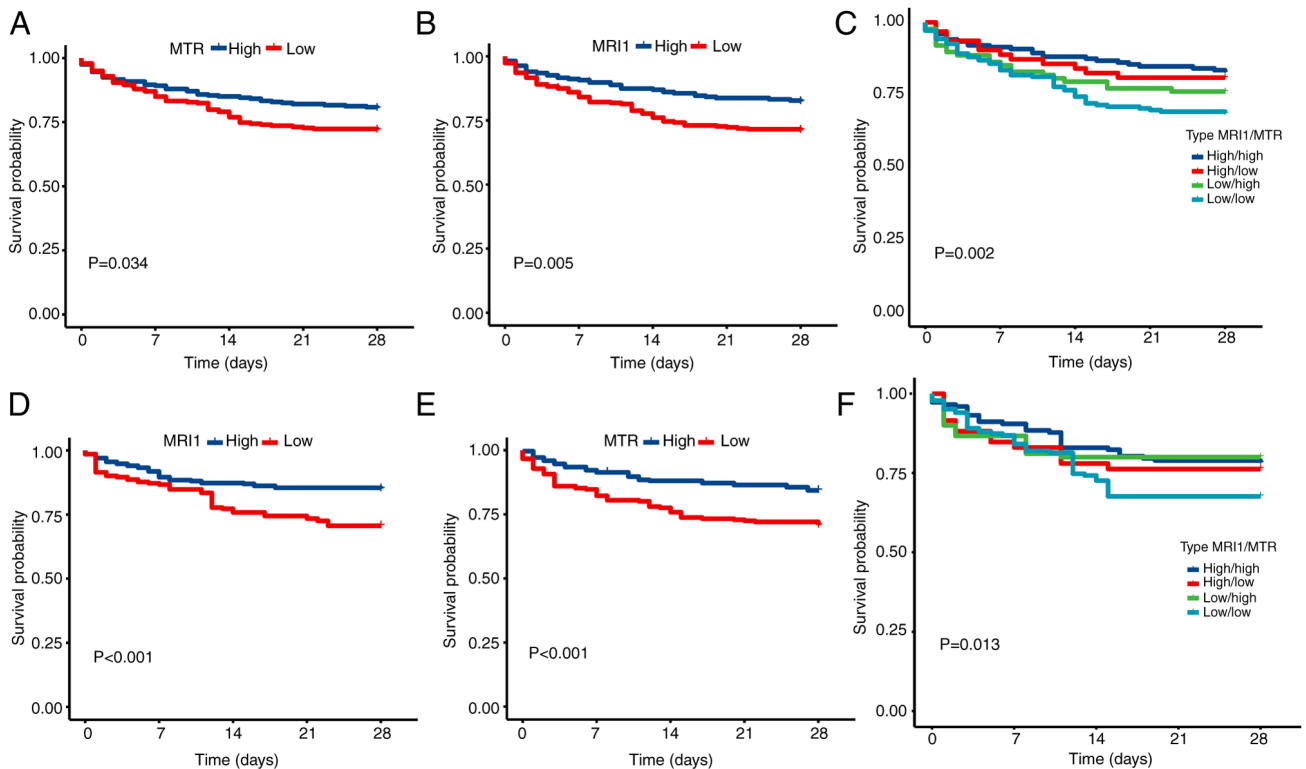 A
MTR High Low
1.00
0.75
0.50
0.25
0.00
Survival probability
P=0.034
0 7 14 21 28
Time (days)
B
MRI1 High Low
1.00
0.75
0.50
0.25
0.00
Survival probability
P=0.005
0 7 14 21 28
Time (days)
C
1.00
0.75
0.50
0.25
0.00
Survival probability
Type MRI1/MTR
High/high
High/low
Low/high
Low/low
P=0.002
0 7 14 21 28
Time (days)
D
MRI1 High Low
1.00
0.75
0.50
0.25
0.00
Survival probability
P<0.001
0 7 14 21 28
Time (days)
E
MTR High Low
1.00
0.75
0.50
0.25
0.00
Survival probability
P<0.001
0 7 14 21 28
Time (days)
F
1.00
0.75
0.50
0.25
0.00
Survival probability
Type MRI1/MTR
High/high
High/low
Low/high
Low/low
P=0.013
0 7 14 21 28
Time (days)